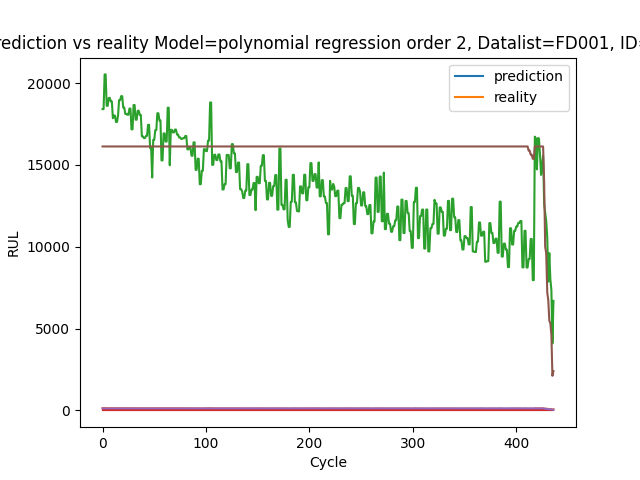 rediction vs reality Model=polynomial regression order 2, Datalist=FD001, ID=
20000
15000
10000
5000
0
RUL
prediction
reality
0 100 200 300 400
Cycle